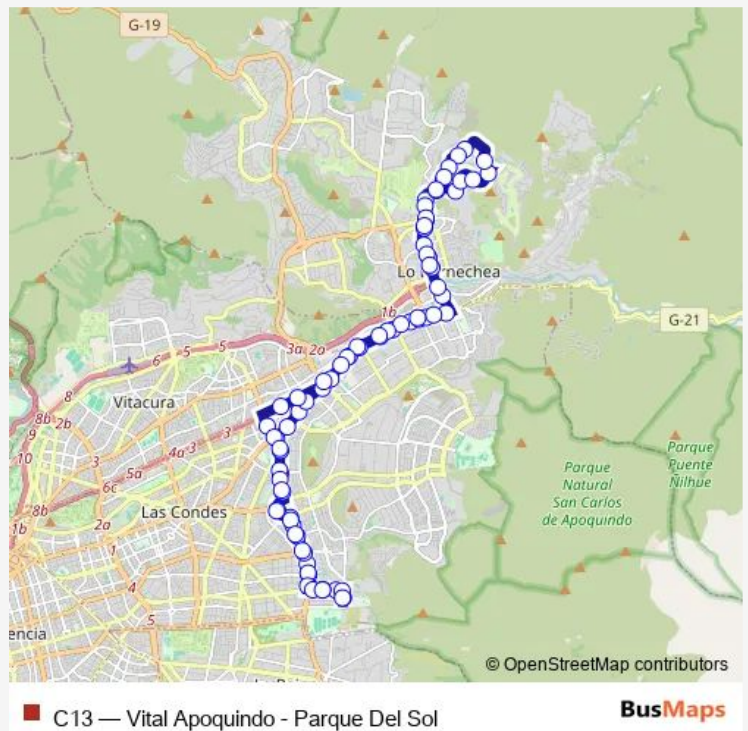 G-19
Lo
rnechea
G-21
1b
3a
2a
5
5
6
8
Vitacura
8b
2b
9
10
3
3
3
4a
5a
6c
8b
1b
2a
3
1
4
5
Las Condes
encia
Parque
Natural
San Carlos
de Apoquindo
Parque
Puente
Ñilhue
© OpenStreetMap contributors
C13 — Vital Apoquindo - Parque Del Sol
BusMaps